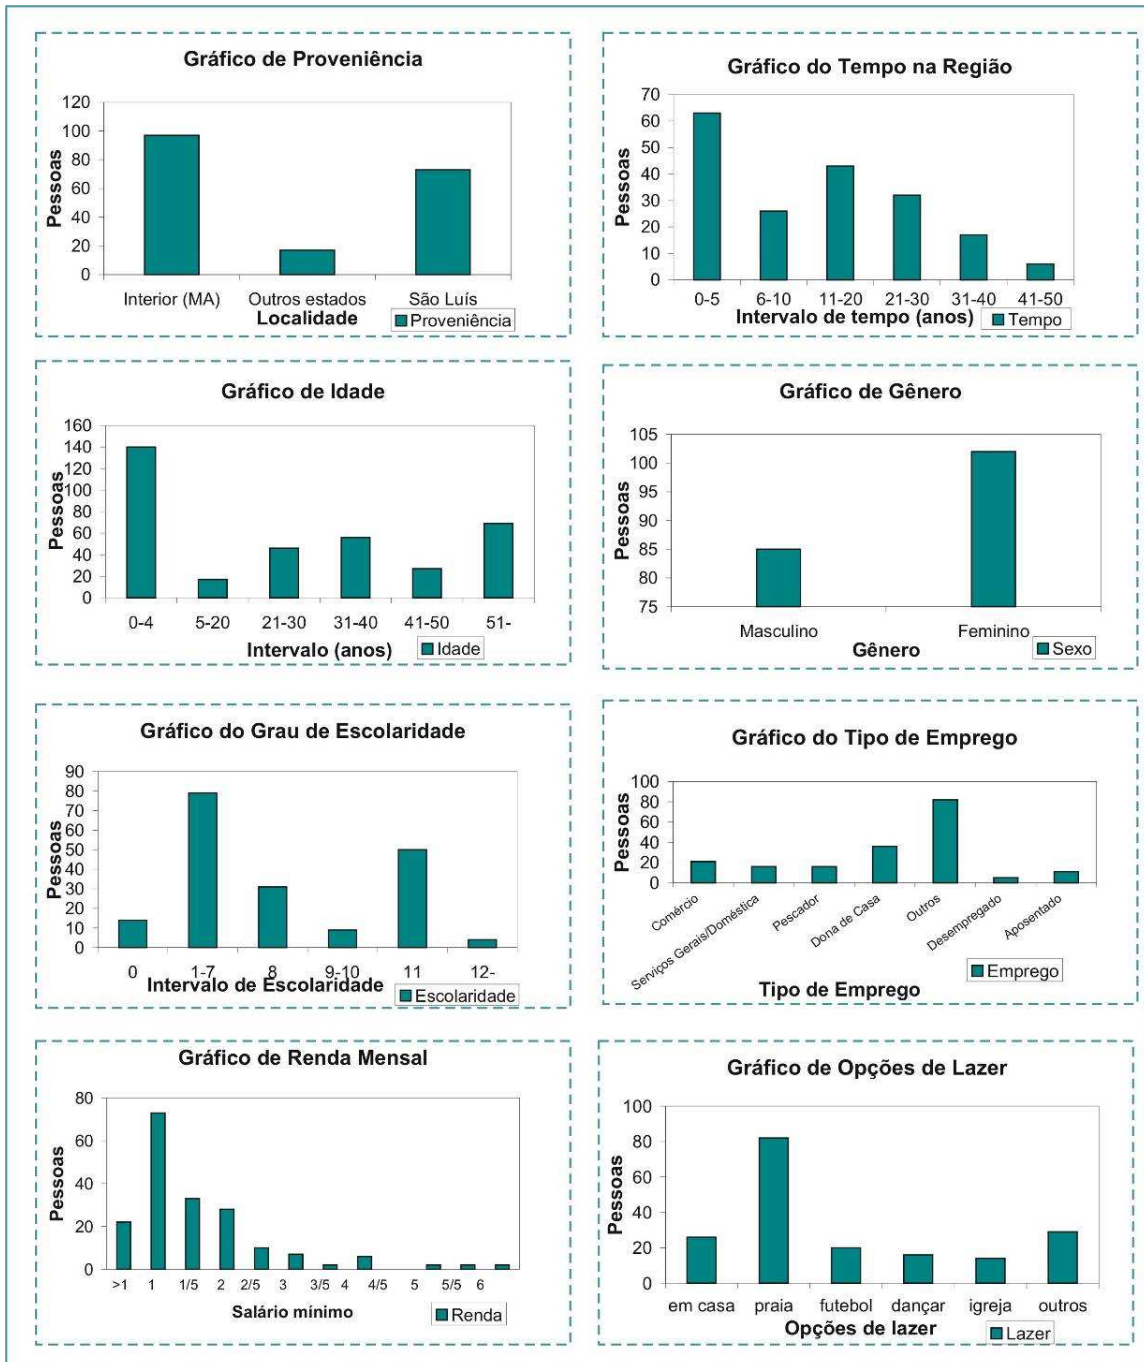 Gráfico de Proveniência
120
100
80
60
40
20
0
Pessoas
Interior (MA) Outros estados São Luís
Localidade
Proveniência
Gráfico do Tempo na Região
70
60
50
40
30
20
10
0
Pessoas
0-5 6-10 11-20 21-30 31-40 41-50
Intervalo de tempo (anos)
Tempo
Gráfico de Idade
160
140
120
100
80
60
40
20
0
Pessoas
0-4 5-20 21-30 31-40 41-50 51-
Intervalo (anos)
Idade
Gráfico de Gênero
105
100
95
90
85
80
75
Pessoas
Masculino Feminino
Gênero
Sexo
Gráfico do Grau de Escolaridade
90
80
70
60
50
40
30
20
10
0
Pessoas
0 1-7 8 9-10 11 12-
Intervalo de Escolaridade
Escolaridade
Gráfico do Tipo de Emprego
100
80
60
40
20
0
Pessoas
Comércio
Serviços Gerais/Doméstica
Pescador
Dona de Casa
Outros
Desempregado
Aposentado
Emprego
Tipo de Emprego
Gráfico de Renda Mensal
80
60
40
20
0
Pessoas
>1 1 1/5 2 2/5 3 3/5 4 4/5 5 5/5 6
Salário mínimo
Renda
Gráfico de Opções de Lazer
100
80
60
40
20
0
Pessoas
em casa praia futebol dançar igreja outros
Opções de lazer
Lazer